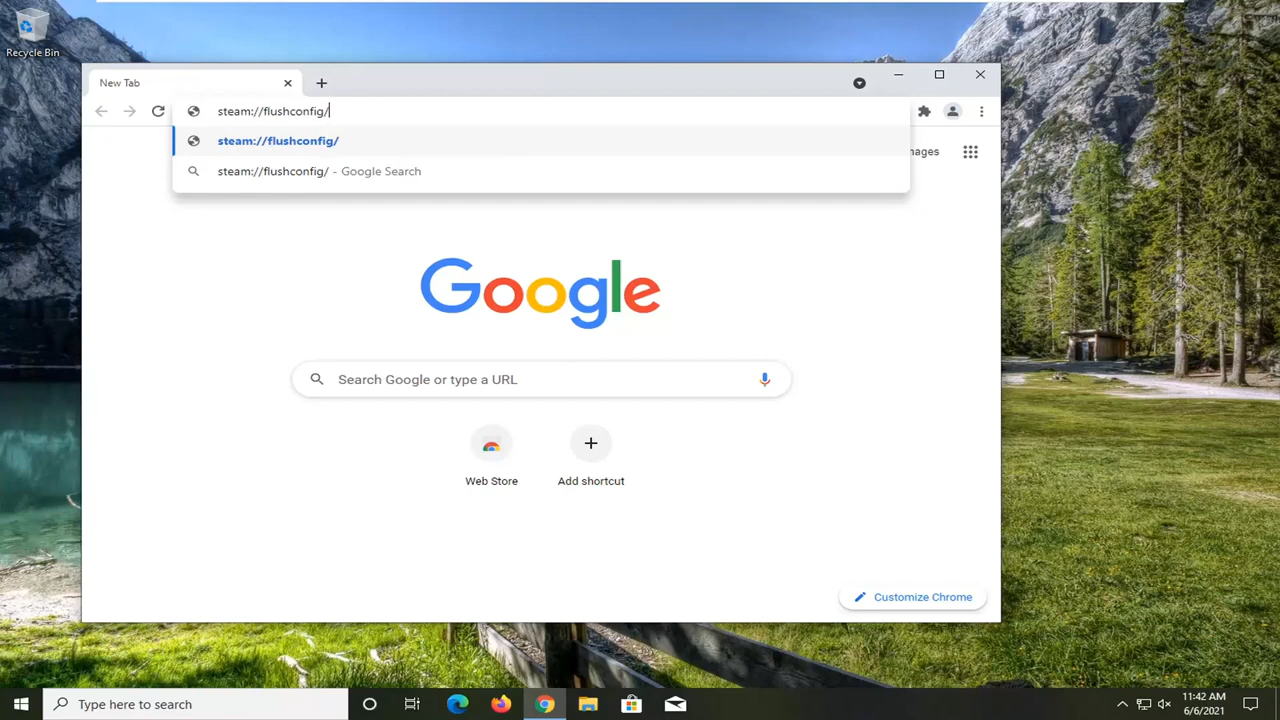 Recycle Bin
New Tab
steam://flushconfig/
steam://flushconfig/
steam://flushconfig/ - Google Search
Google
Search Google or type a URL
Web Store
Add shortcut
Customize Chrome
Type here to search
11:42 AM
6/6/2021